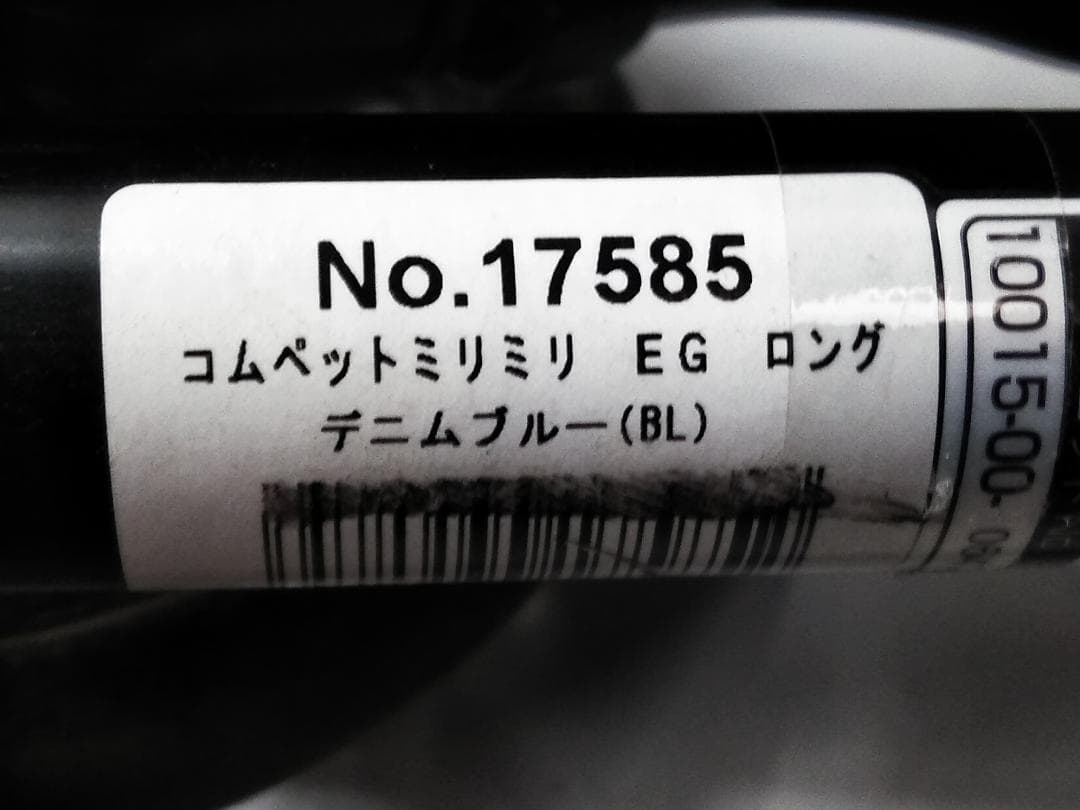 No.17585
コムペットミリミリ　EG　ロング
デニムブルー(BL)
10015-00-